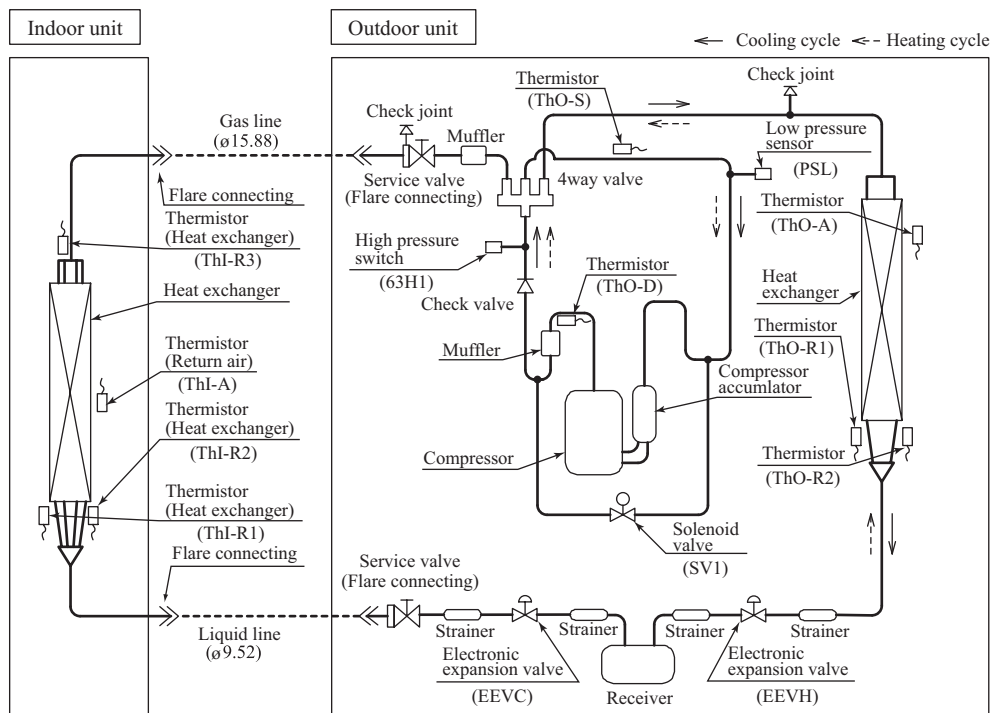 Indoor unit
Outdoor unit
Cooling cycle
Heating cycle
Gas line
(ø15.88)
Flare connecting
Thermistor
(Heat exchanger)
(ThI-R3)
Heat exchanger
Thermistor
(Return air)
(ThI-A)
Thermistor
(Heat exchanger)
(ThI-R2)
Thermistor
(Heat exchanger)
(ThI-R1)
Flare connecting
Liquid line
(ø9.52)
Check joint
Muffler
Service valve
(Flare connecting)
4way valve
Thermistor
(ThO-S)
Check joint
Low pressure
sensor
(PSL)
High pressure
switch
(63H1)
Check valve
Thermistor
(ThO-D)
Muffler
Compressor
Compressor
accumlator
Thermistor
(ThO-A)
Heat
exchanger
Thermistor
(ThO-R1)
Thermistor
(ThO-R2)
Solenoid
valve
(SV1)
Service valve
(Flare connecting)
Strainer
Strainer
Strainer
Strainer
Electronic
expansion valve
(EEVC)
Receiver
Electronic
expansion valve
(EEVH)